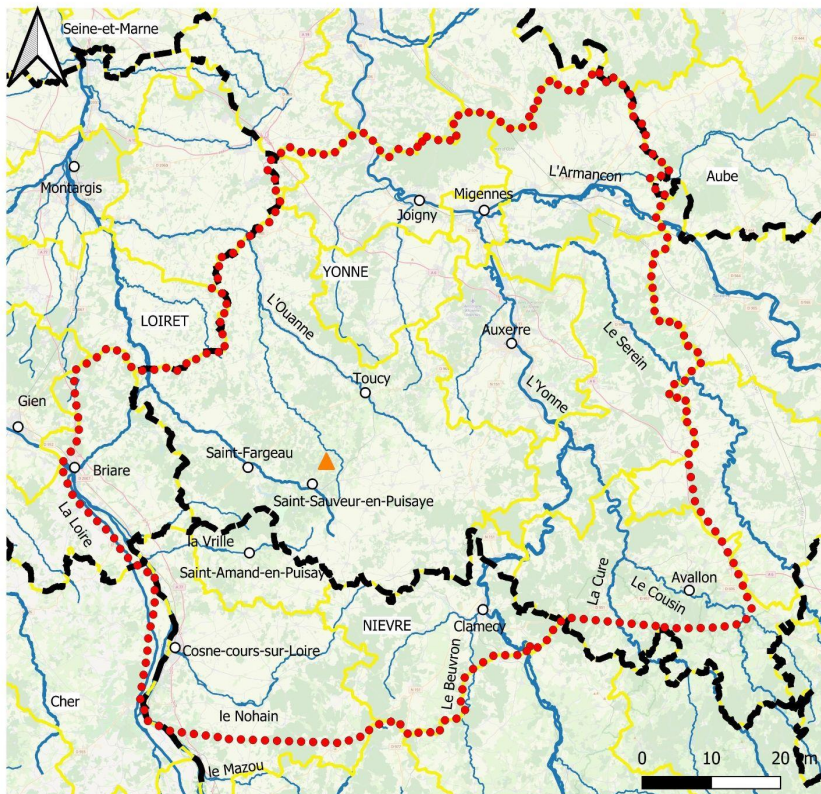 Seine-et-Marne
Montargis
Joigny
Migennes
L'Armancon
Aube
YONNE
LOIRET
L'Ouanne
Auxerre
Le Serein
Toucy
L'Yonne
Gien
Briare
Saint-Fargeau
Saint-Sauveur-en-Puisaye
La Loire
la Vrille
Saint-Amand-en-Puisaye
La Cure
Avallon
Le Cousin
NIEVRE
Clamecy
Cosne-cours-sur-Loire
Le Beuvron
Cher
le Nohain
le Mazou
0 10 20 km